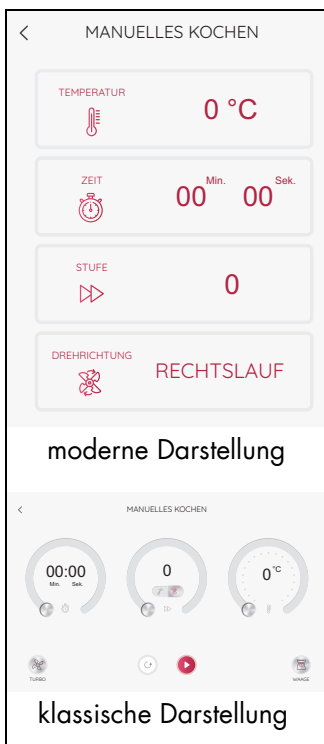 MANUELLES KOCHEN
TEMPERATUR
0 °C
ZEIT
00 Min. 00 Sek.
STUFE
0
DREHRICHTUNG
RECHTSLAUF
moderne Darstellung
MANUELLES KOCHEN
00:00
Min. Sek.
0
0 °C
TURBO
WAAGE
klassische Darstellung